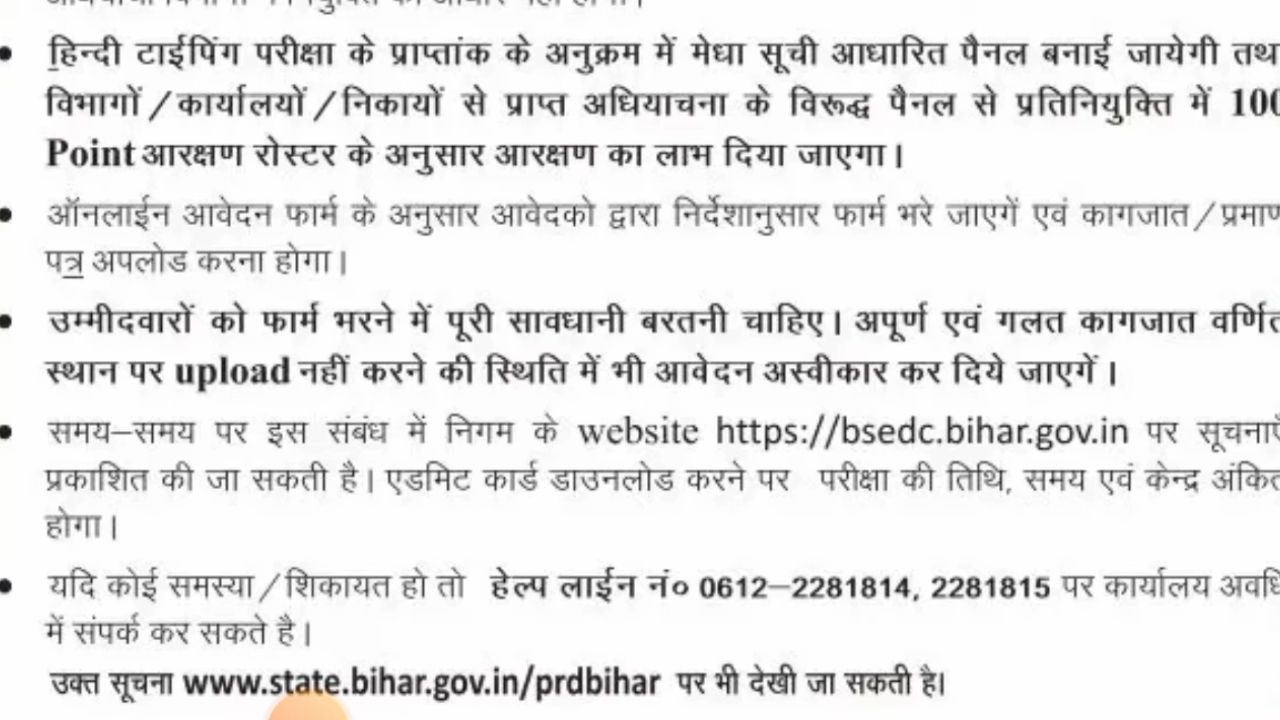 हिन्दी टाईपिंग परीक्षा के प्राप्तांक के अनुक्रम में मेधा सूची आधारित पैनल बनाई जायेगी तथ
विभागों/कार्यालयों/निकायों से प्राप्त अधियाचना के विरूद्ध पैनल से प्रतिनियुक्ति में 100
Point आरक्षण रोस्टर के अनुसार आरक्षण का लाभ दिया जाएगा।
ऑनलाईन आवेदन फार्म के अनुसार आवेदको द्वारा निर्देशानुसार फार्म भरे जाएगें एवं कागजात/प्रमाण
पत्र अपलोड करना होगा।
उम्मीदवारों को फार्म भरने में पूरी सावधानी बरतनी चाहिए। अपूर्ण एवं गलत कागजात वर्णित
स्थान पर upload नहीं करने की स्थिति में भी आवेदन अस्वीकार कर दिये जाएगें।
समय–समय पर इस संबंध में निगम के website https://bsedc.bihar.gov.in पर सूचनाएँ
प्रकाशित की जा सकती है। एडमिट कार्ड डाउनलोड करने पर परीक्षा की तिथि, समय एवं केन्द्र अंकित
होगा।
यदि कोई समस्या/शिकायत हो तो हेल्प लाईन नं० 0612–2281814, 2281815 पर कार्यालय अवधि
में संपर्क कर सकते है।
उक्त सूचना www.state.bihar.gov.in/prdbihar पर भी देखी जा सकती है।